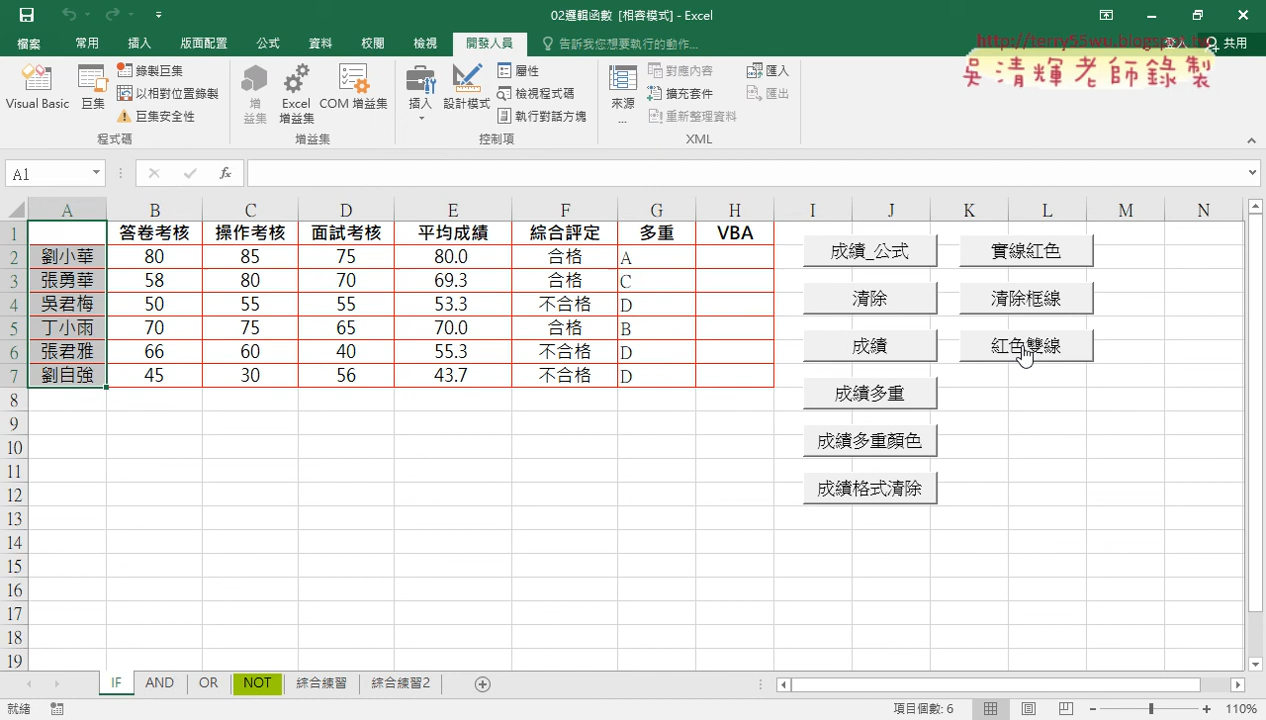 02邏輯函數 [相容模式] - Excel
http://terry55wu.blogspot.tw
吳清輝老師錄製
檔案 常用 插入 版面配置 公式 資料 校閱 檢視 開發人員 告訴我您想要執行的動作... 登入 共用
Visual Basic 巨集 錄製巨集 以相對位置錄製 巨集安全性
增益集 Excel 增益集 COM 增益集
插入 設計模式 屬性 檢視程式碼 執行對話方塊
來源... 對應內容 擴充套件 重新整理資料 匯入 匯出
程式碼 增益集 控制項 XML
A1 fx
A B C D E F G H I J K L M N
1 答卷考核 操作考核 面試考核 平均成績 綜合評定 多重 VBA
2 劉小華 80 85 75 80.0 合格 A
3 張勇華 58 80 70 69.3 合格 C
4 吳君梅 50 55 55 53.3 不合格 D
5 丁小雨 70 75 65 70.0 合格 B
6 張君雅 66 60 40 55.3 不合格 D
7 劉自強 45 30 56 43.7 不合格 D
8
9
10
11
12
13
14
15
16
17
18
19
成績_公式 實線紅色
清除 清除框線
成績 紅色雙線
成績多重
成績多重顏色
成績格式清除
IF AND OR NOT 綜合練習 綜合練習2
就緒 項目個數: 6 110%